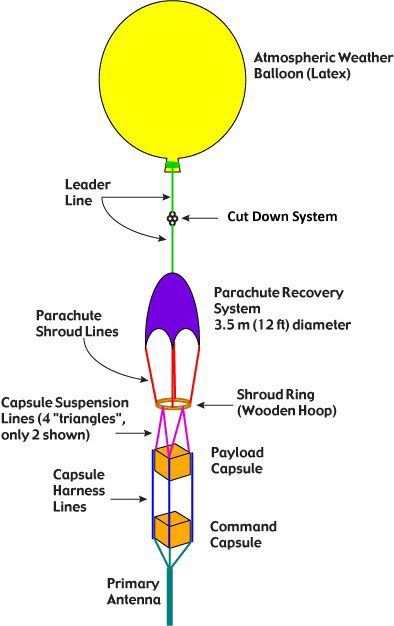 Atmospheric Weather
Balloon (Latex)
Leader
Line
Cut Down System
Parachute Recovery
System
3.5 m (12 ft) diameter
Parachute
Shroud Lines
Shroud Ring
(Wooden Hoop)
Capsule Suspension
Lines (4 "triangles",
only 2 shown)
Payload
Capsule
Capsule
Harness
Lines
Command
Capsule
Primary
Antenna